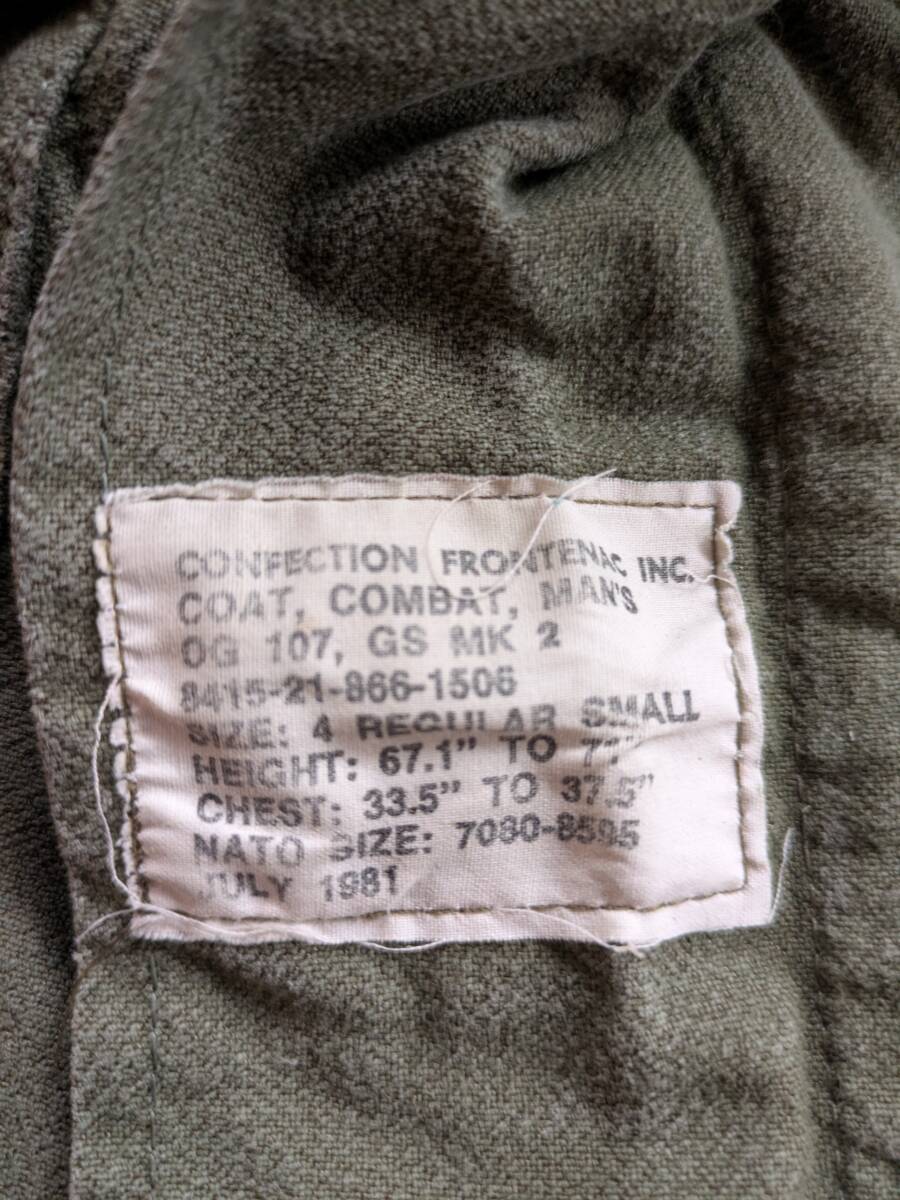 CONFECTION FRONTENAC INC.
COAT, COMBAT, MAN'S
OG 107, GS MK 2
8415-21-866-1506
SIZE: 4 REGULAR SMALL
HEIGHT: 67.1" TO
CHEST: 33.5" TO 37.5"
NATO SIZE: 7080-8595
JULY 1981